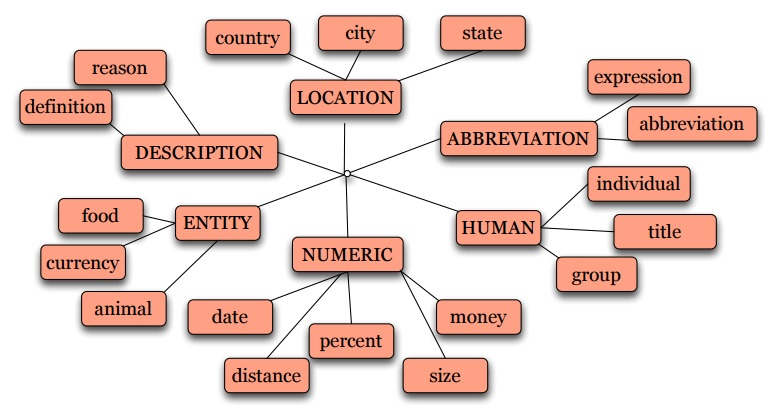 country
city
state
LOCATION
reason
definition
DESCRIPTION
expression
abbreviation
ABBREVIATION
food
currency
animal
ENTITY
individual
title
group
HUMAN
NUMERIC
date
distance
percent
size
money